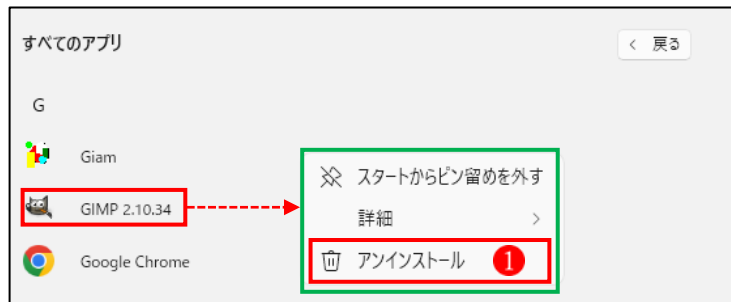 すべてのアプリ
< 戻る
G
Giam
GIMP 2.10.34
スタートからピン留めを外す
詳細 >
Google Chrome
アンインストール 1